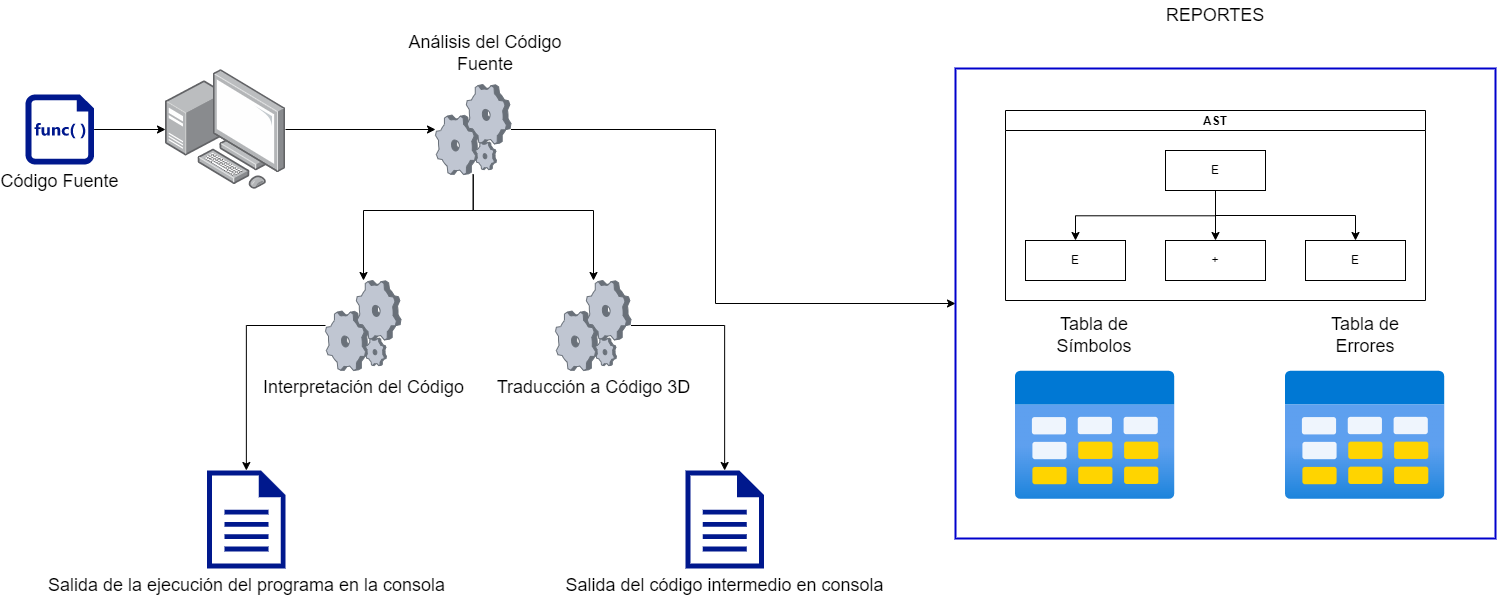 REPORTES
Análisis del Código
Fuente
func( )
Código Fuente
AST
E
E
+
E
Tabla de
Símbolos
Tabla de
Errores
Interpretación del Código
Traducción a Código 3D
Salida de la ejecución del programa en la consola
Salida del código intermedio en consola